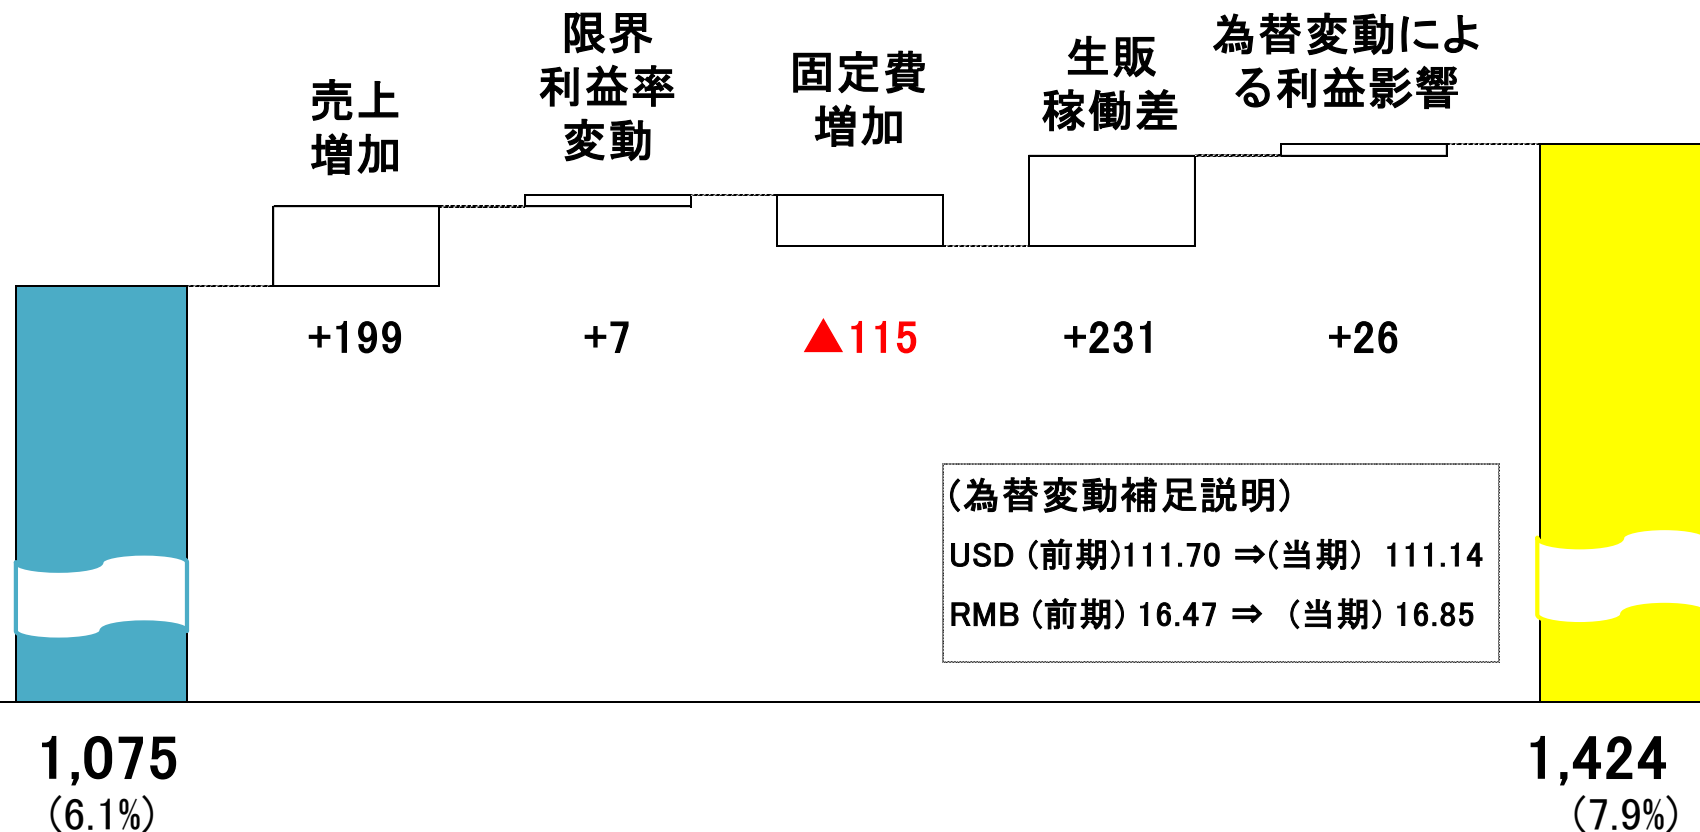 売上
増加
限界
利益率
変動
固定費
増加
生販
稼働差
為替変動によ
る利益影響
+199
+7
▲115
+231
+26
(為替変動補足説明)
USD (前期)111.70 ⇒(当期) 111.14
RMB (前期) 16.47 ⇒ (当期) 16.85
1,075
(6.1%)
1,424
(7.9%)